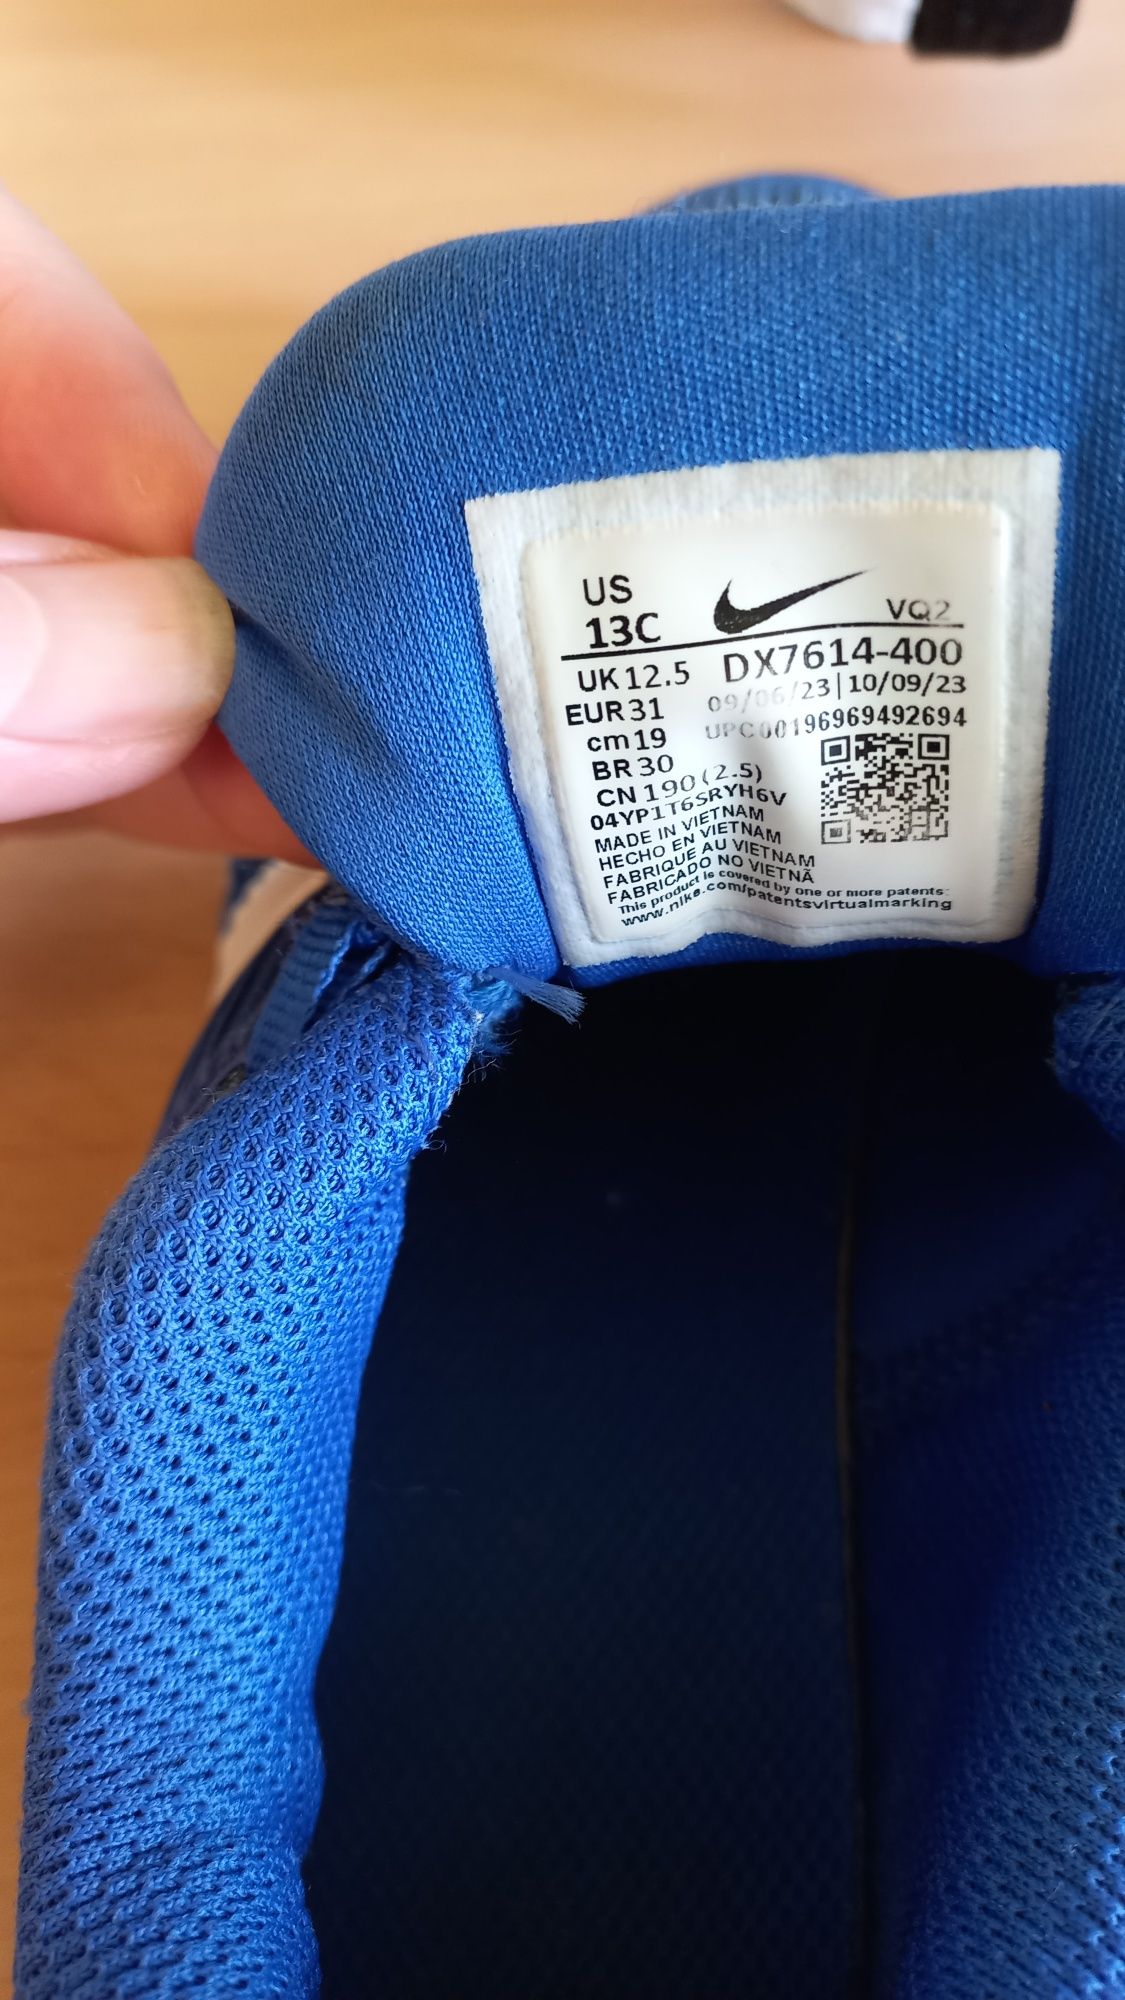 US
13C
VQ2
UK 12.5
DX7614-400
EUR 31
09/06/23 | 10/09/23
cm 19
UPC 00196969492694
BR 30
CN 190 (2.5)
04YP1T6SRYH6V
MADE IN VIETNAM
HECHO EN VIETNAM
FABRIQUE AU VIETNAM
FABRICADO NO VIETNÃ
This product is covered by one or more patents:
www.nike.com/patentsvirtualmarking